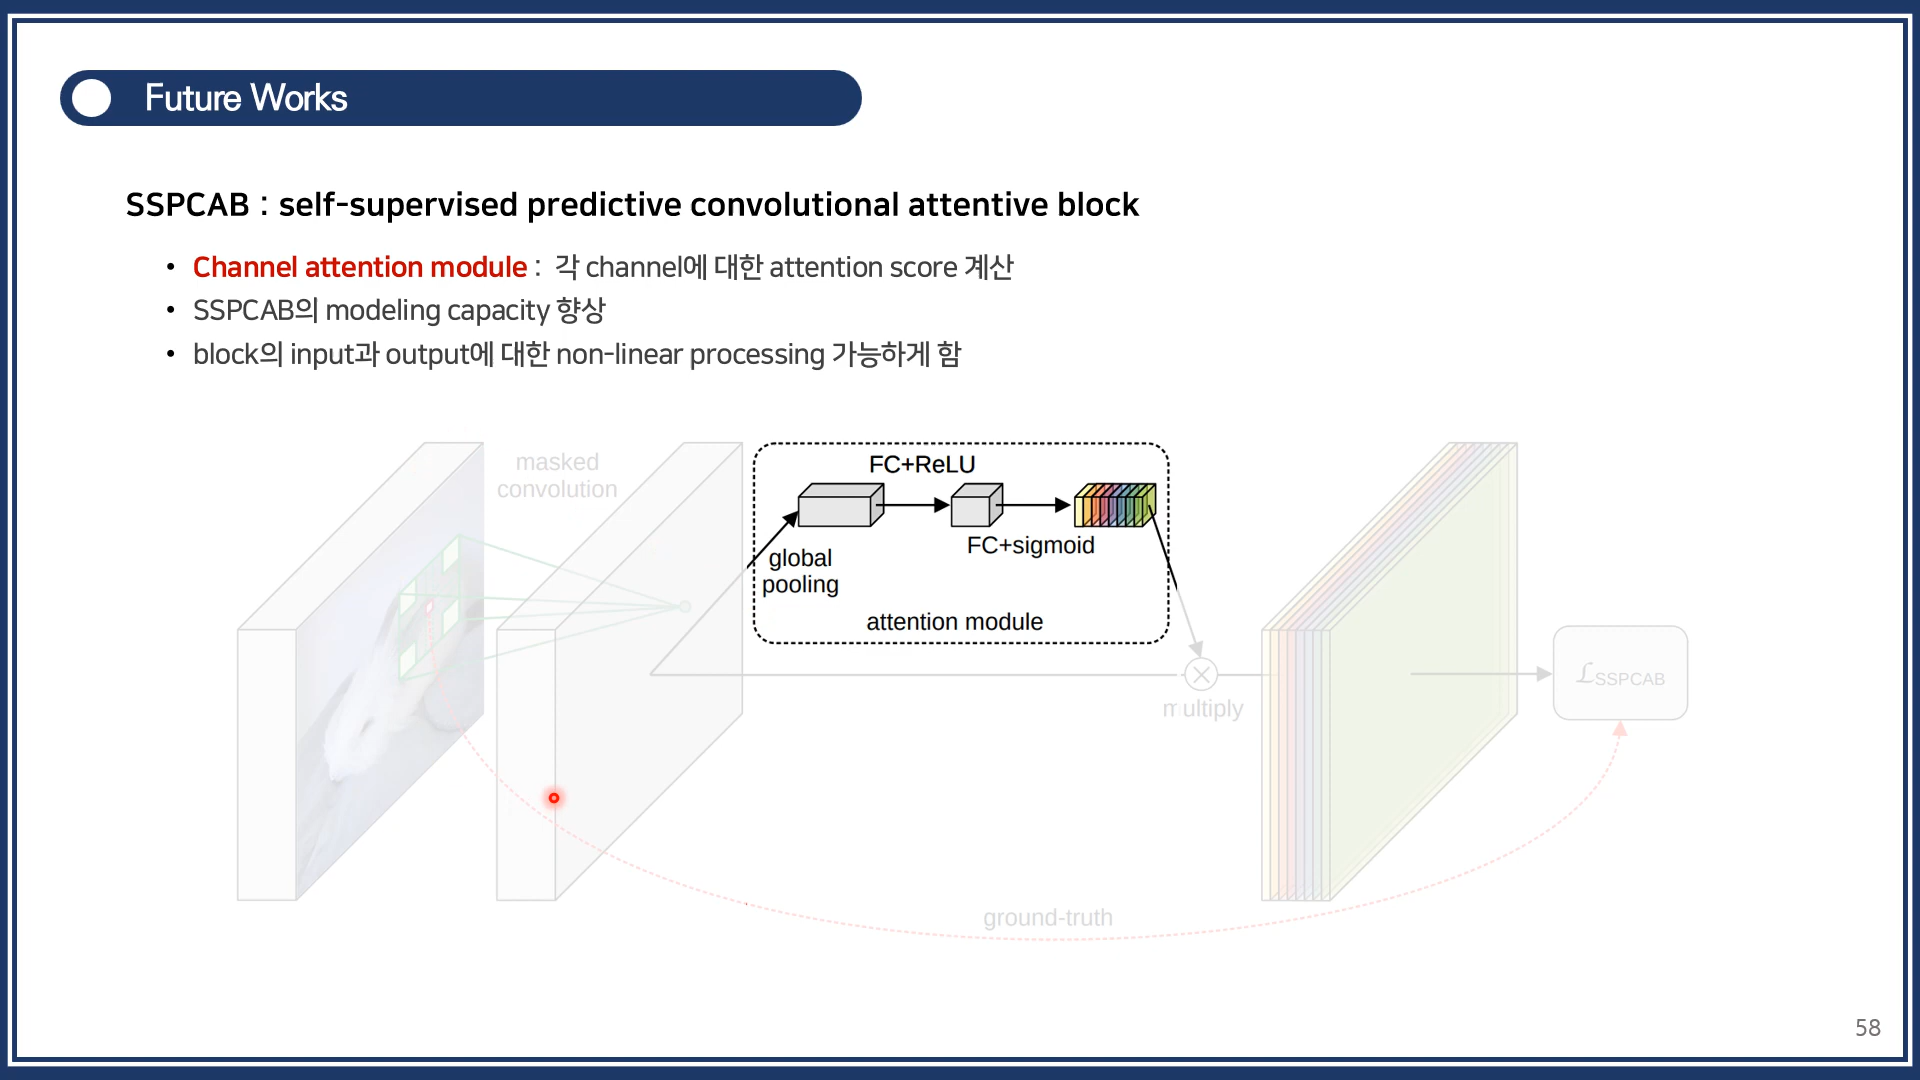 Future Works
SSPCAB : self-supervised predictive convolutional attentive block
• Channel attention module : 각 channel에 대한 attention score 계산
• SSPCAB의 modeling capacity 향상
• block의 input과 output에 대한 non-linear processing 가능하게 함
masked
convolution
FC+ReLU
FC+sigmoid
global
pooling
attention module
multiply
ℒSSPCAB
ground-truth
58